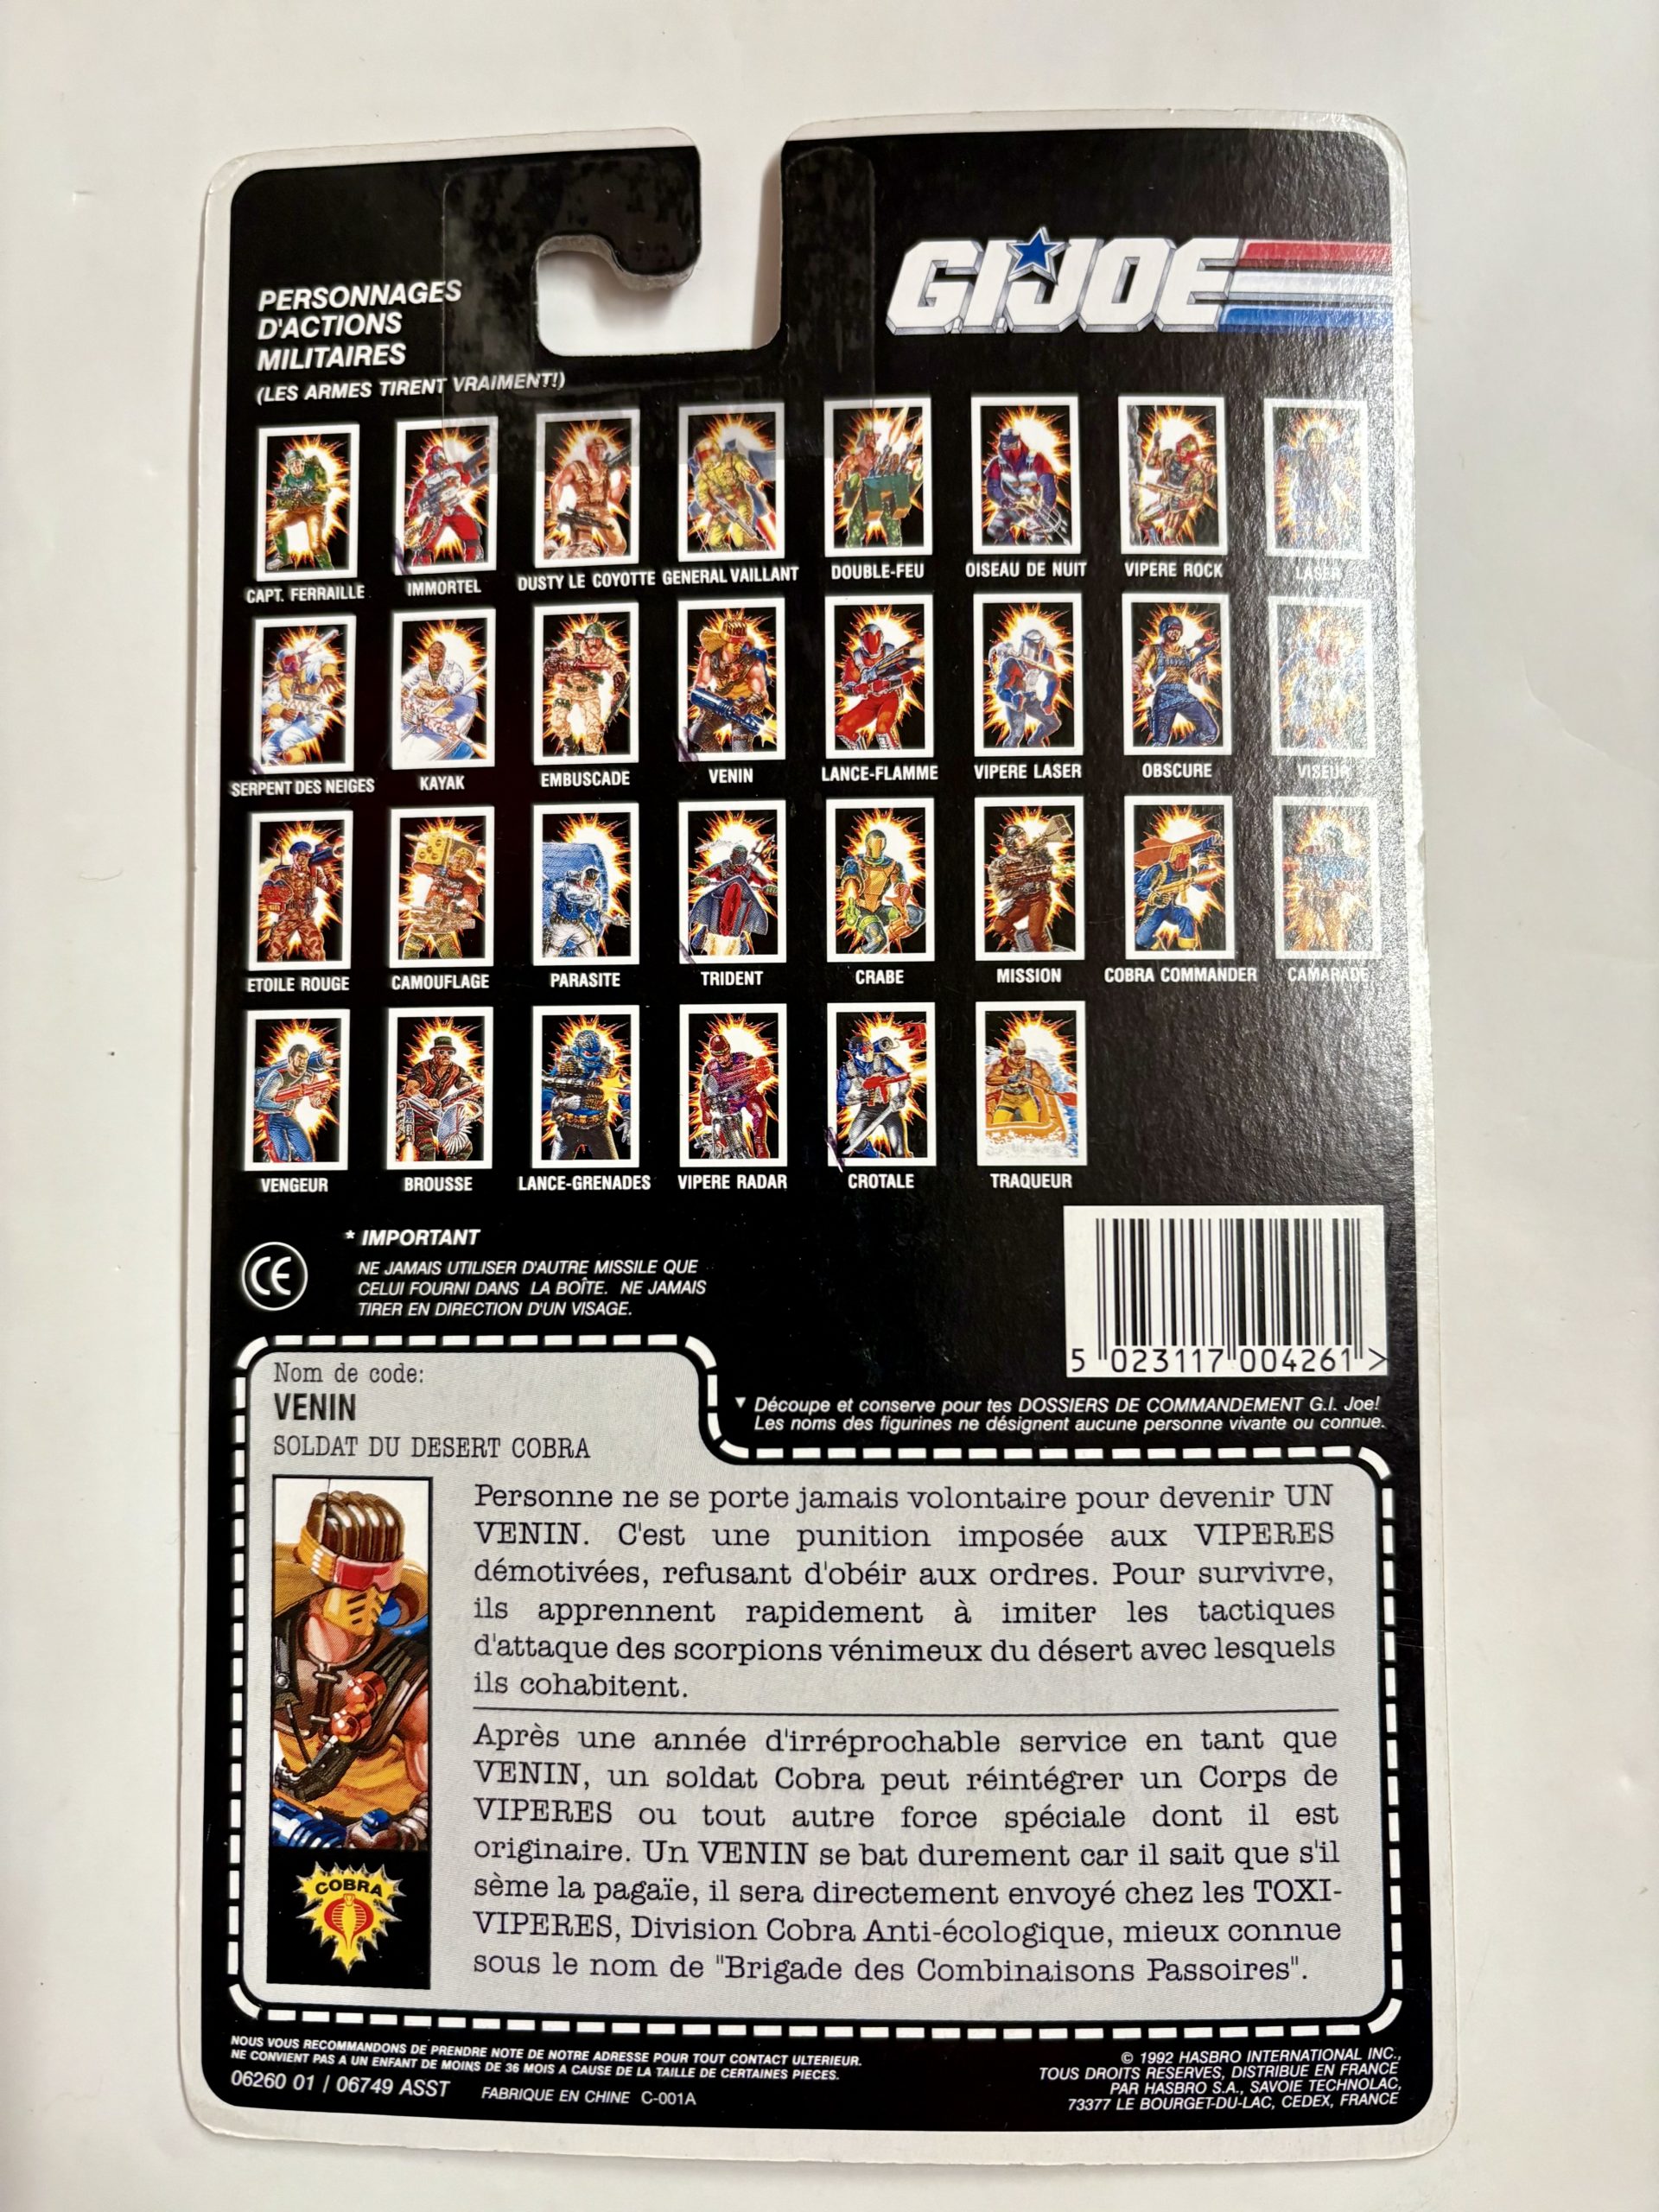 PERSONNAGES
D'ACTIONS
MILITAIRES
(LES ARMES TIRENT VRAIMENT!)
G.I.JOE
CAPT. FERRAILLE IMMORTEL DUSTY LE COYOTTE GENERAL VAILLANT DOUBLE-FEU OISEAU DE NUIT VIPERE ROCK LASER
SERPENT DES NEIGES KAYAK EMBUSCADE VENIN LANCE-FLAMME VIPERE LASER OBSCURE VISEUR
ETOILE ROUGE CAMOUFLAGE PARASITE TRIDENT CRABE MISSION COBRA COMMANDER CAMARADE
VENGEUR BROUSSE LANCE-GRENADES VIPERE RADAR CROTALE TRAQUEUR
* IMPORTANT
CE
NE JAMAIS UTILISER D'AUTRE MISSILE QUE
CELUI FOURNI DANS LA BOÎTE. NE JAMAIS
TIRER EN DIRECTION D'UN VISAGE.
5 023117 004261 >
▼ Découpe et conserve pour tes DOSSIERS DE COMMANDEMENT G.I. Joe!
Les noms des figurines ne désignent aucune personne vivante ou connue.
Nom de code:
VENIN
SOLDAT DU DESERT COBRA
Personne ne se porte jamais volontaire pour devenir UN
VENIN. C'est une punition imposée aux VIPERES
démotivées, refusant d'obéir aux ordres. Pour survivre,
ils apprennent rapidement à imiter les tactiques
d'attaque des scorpions vénimeux du désert avec lesquels
ils cohabitent.
Après une année d'irréprochable service en tant que
VENIN, un soldat Cobra peut réintégrer un Corps de
VIPERES ou tout autre force spéciale dont il est
originaire. Un VENIN se bat durement car il sait que s'il
sème la pagaïe, il sera directement envoyé chez les TOXI-
VIPERES, Division Cobra Anti-écologique, mieux connue
sous le nom de "Brigade des Combinaisons Passoires".
COBRA
NOUS VOUS RECOMMANDONS DE PRENDRE NOTE DE NOTRE ADRESSE POUR TOUT CONTACT ULTERIEUR.
NE CONVIENT PAS A UN ENFANT DE MOINS DE 36 MOIS A CAUSE DE LA TAILLE DE CERTAINES PIECES.
06260 01 / 06749 ASST FABRIQUE EN CHINE C-001A
© 1992 HASBRO INTERNATIONAL INC.,
TOUS DROITS RESERVES, DISTRIBUE EN FRANCE
PAR HASBRO S.A., SAVOIE TECHNOLAC,
73377 LE BOURGET-DU-LAC, CEDEX, FRANCE